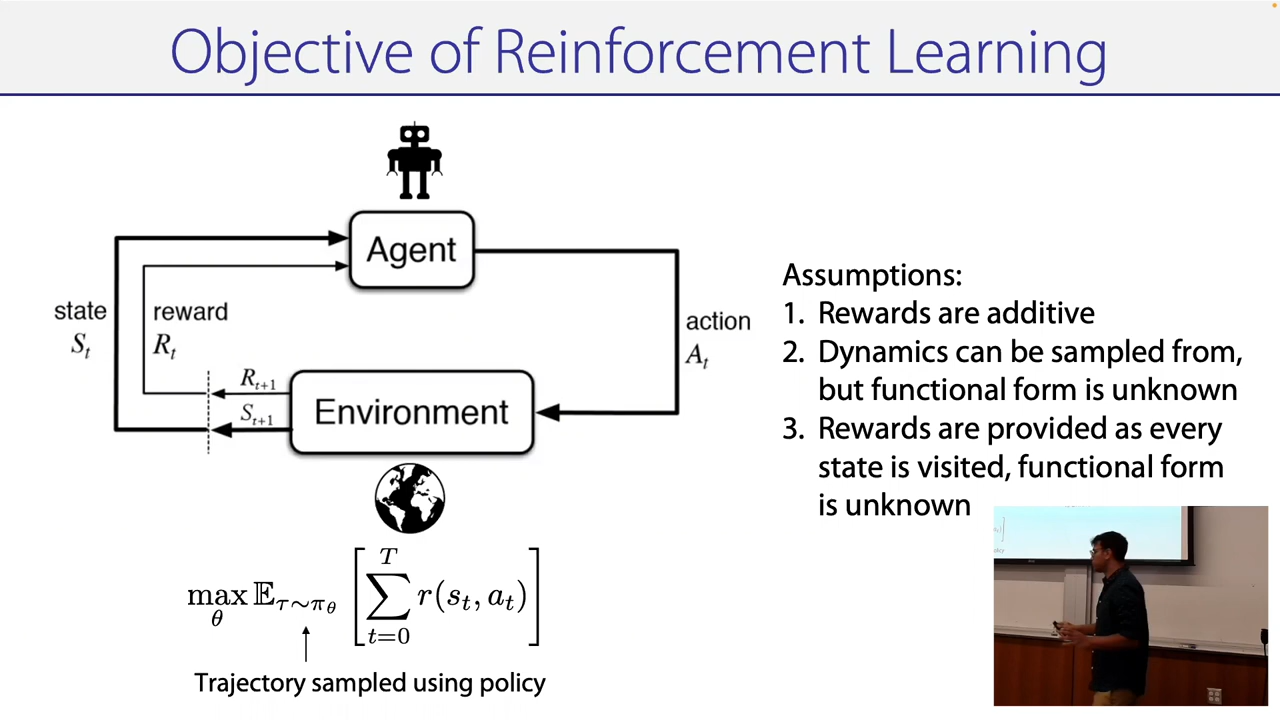 Objective of Reinforcement Learning
Agent
state
S_t
reward
R_t
action
A_t
R_{t+1}
S_{t+1}
Environment
Assumptions:
1. Rewards are additive
2. Dynamics can be sampled from,
but functional form is unknown
3. Rewards are provided as every
state is visited, functional form
is unknown
max_θ 𝔼_{τ∼π_θ} [∑_{t=0}^{T} r(s_t, a_t)]
Trajectory sampled using policy